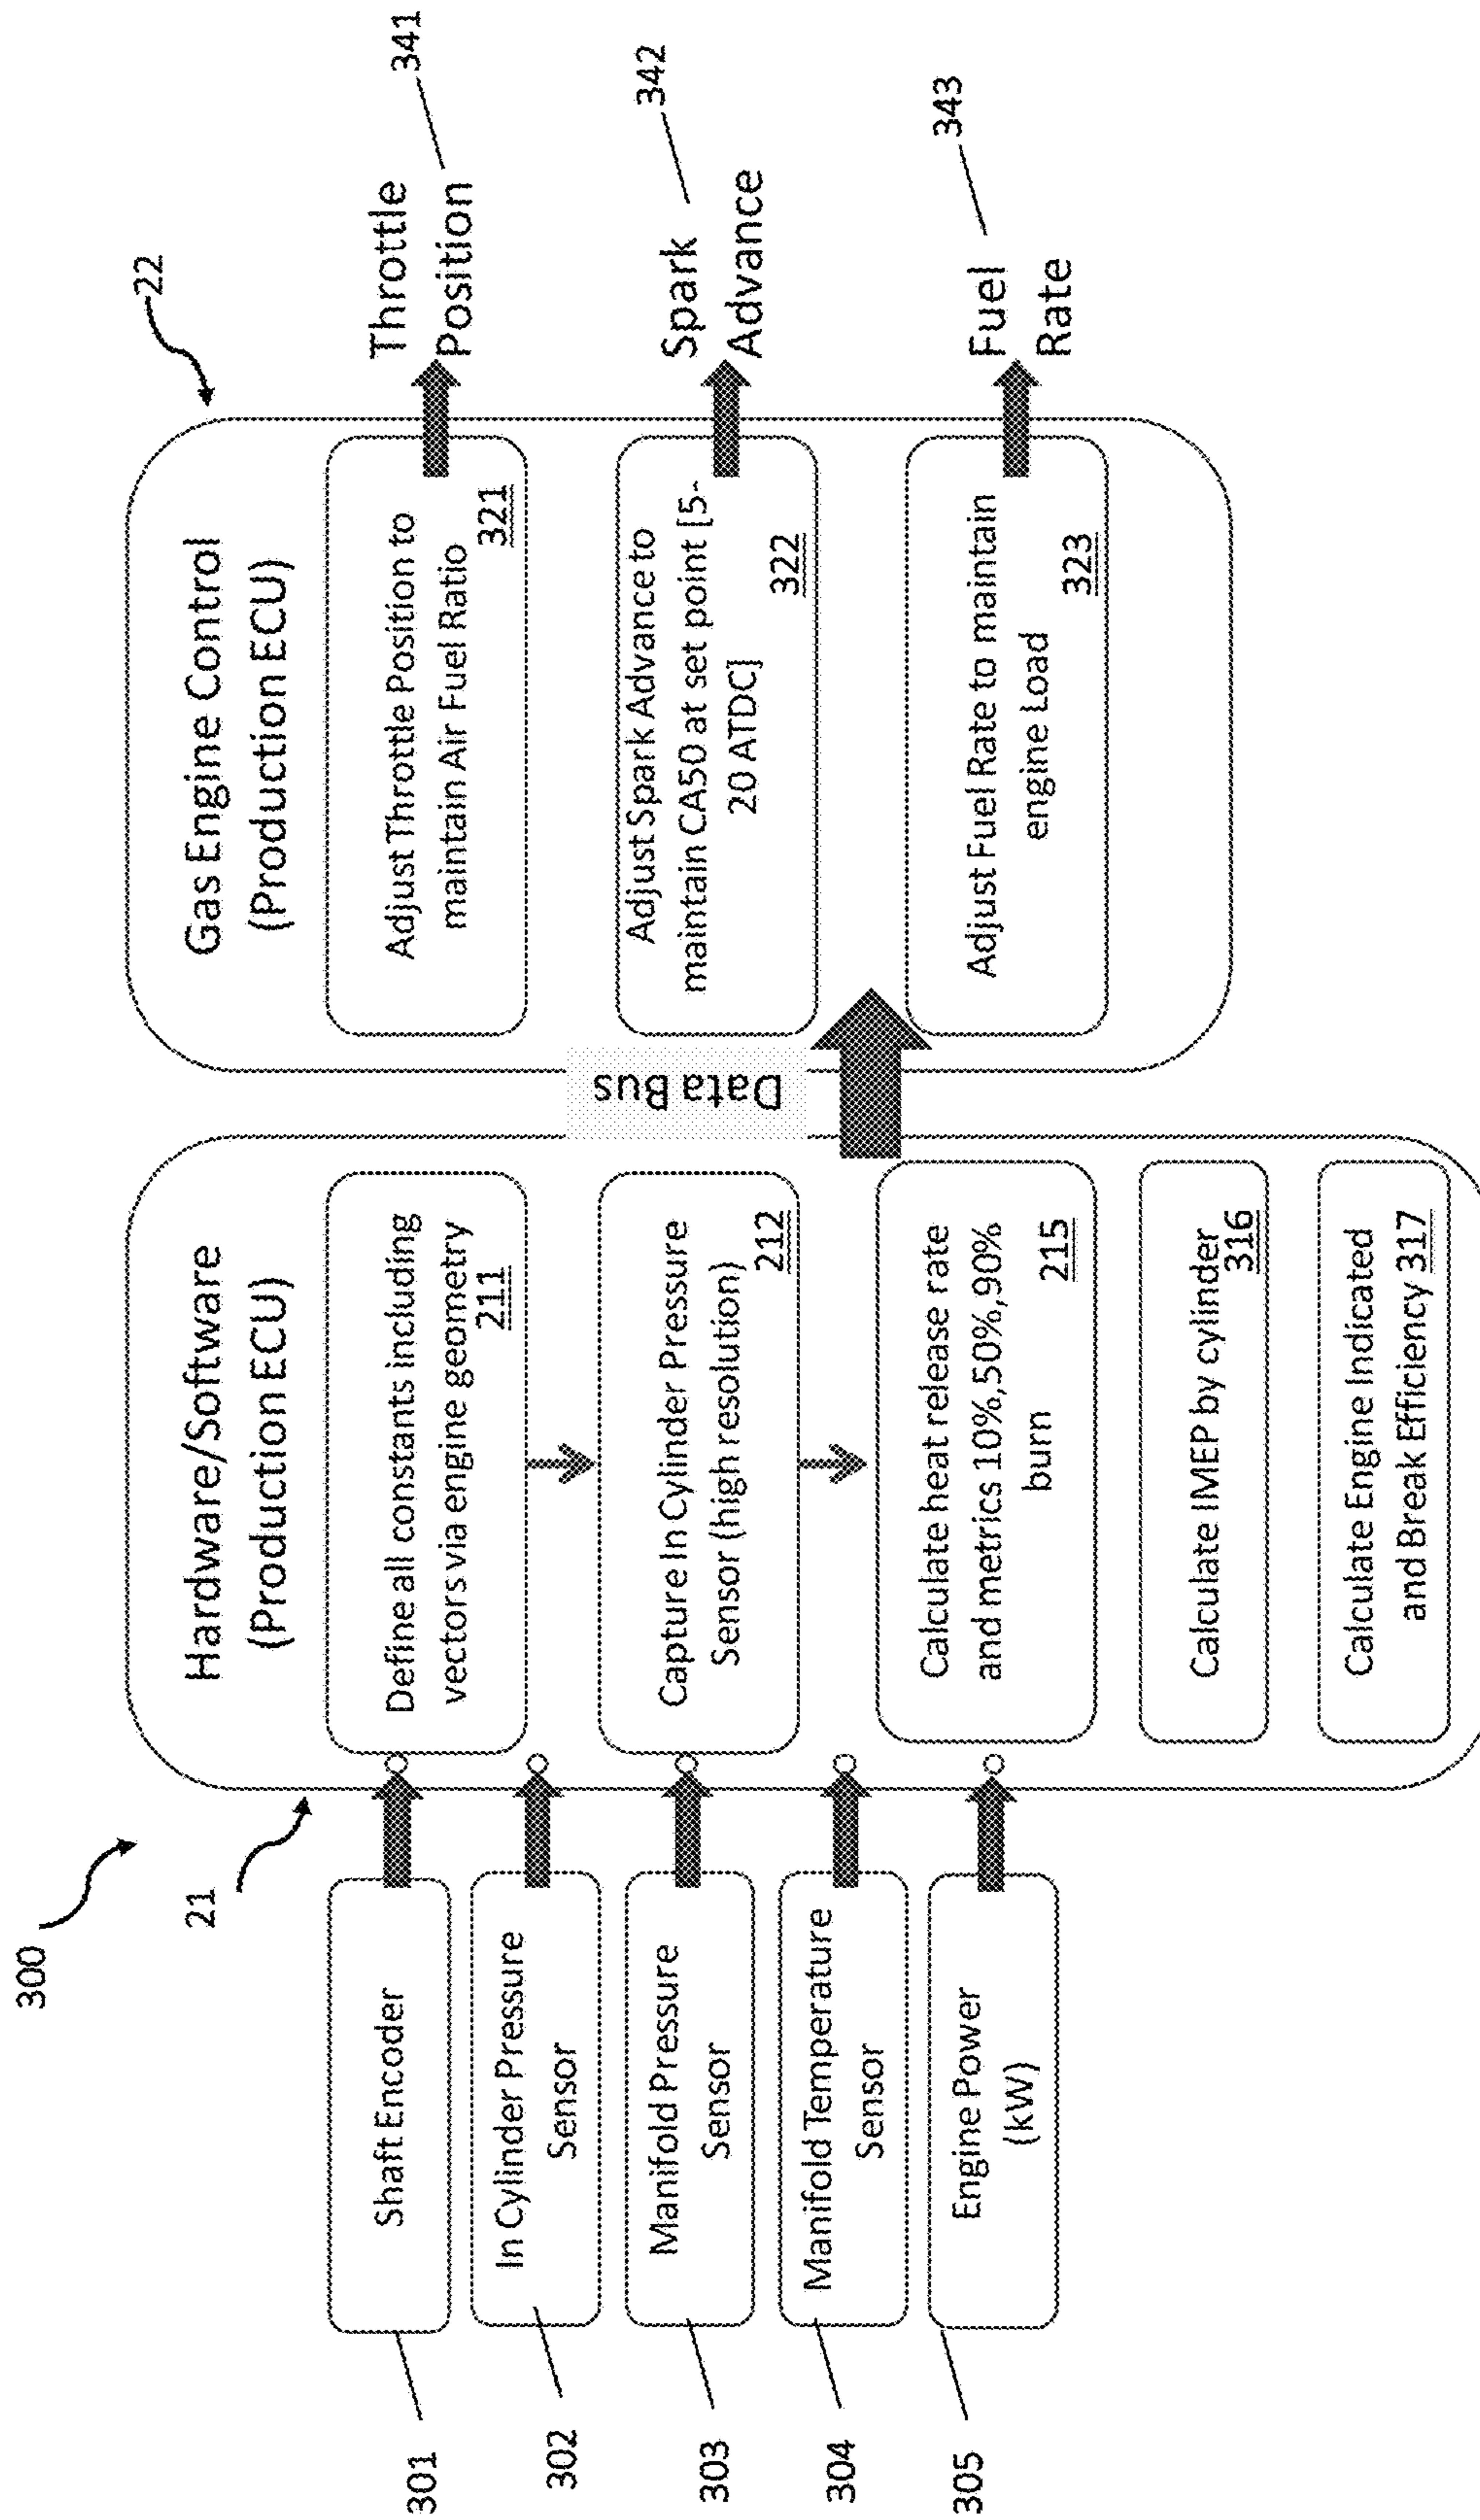 300
21
22
301
Shaft Encoder
302
In Cylinder Pressure
Sensor
303
Manifold Pressure
Sensor
304
Manifold Temperature
Sensor
305
Engine Power
(kW)
Hardware/Software
(Production ECU)
Define all constants including
vectors via engine geometry
211
Capture In Cylinder Pressure
Sensor (high resolution)
212
Calculate heat release rate
and metrics 10%,50%,90%
burn
215
Calculate IMEP by cylinder
316
Calculate Engine Indicated
and Break Efficiency 317
Data Bus
Gas Engine Control
(Production ECU)
Adjust Throttle Position to
maintain Air Fuel Ratio
321
Adjust Spark Advance to
maintain CA50 at set point [5-
20 ATDC]
322
Adjust Fuel Rate to maintain
engine Load
323
Throttle
Position
341
Spark
Advance
342
Fuel
Rate
343